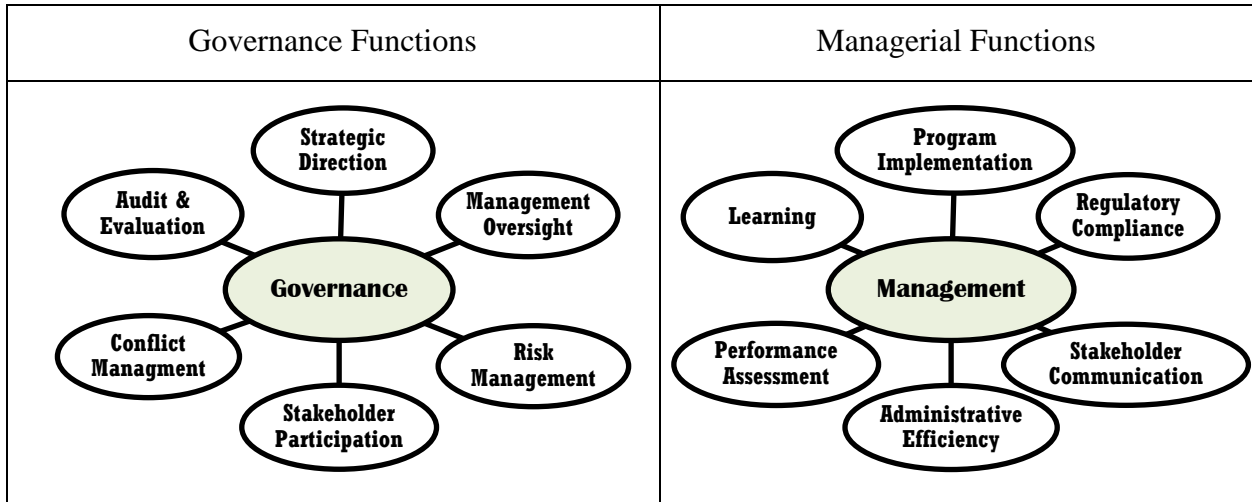 Governance Functions
Managerial Functions
Strategic
Direction
Audit &
Evaluation
Management
Oversight
Governance
Conflict
Managment
Risk
Management
Stakeholder
Participation
Program
Implementation
Learning
Regulatory
Compliance
Management
Performance
Assessment
Stakeholder
Communication
Administrative
Efficiency